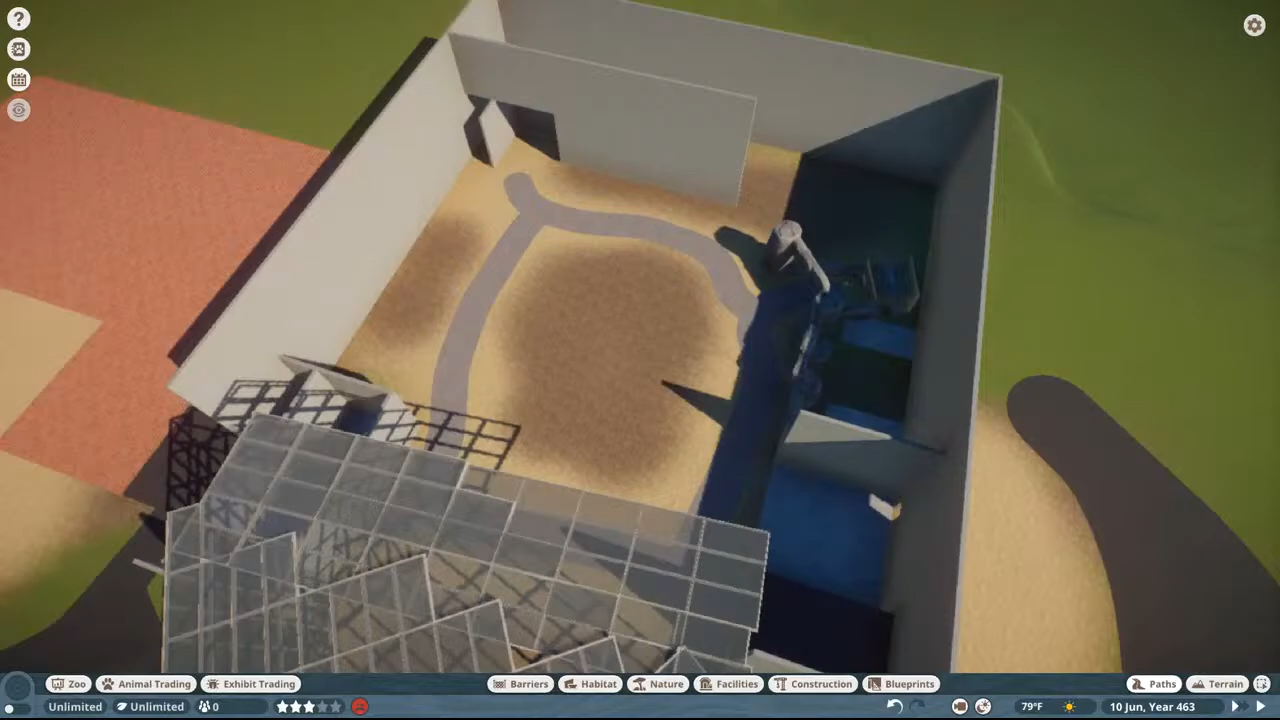 ?
Zoo
Animal Trading
Exhibit Trading
Barriers
Habitat
Nature
Facilities
Construction
Blueprints
Paths
Terrain
Unlimited
Unlimited
0
79°F
10 Jun, Year 463